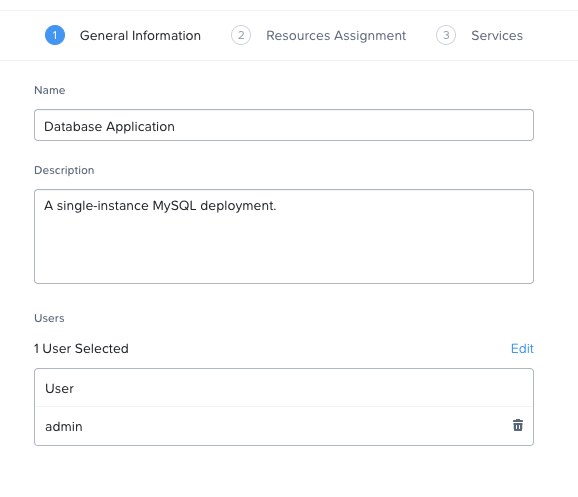 1 General Information 2 Resources Assignment 3 Services
Name
Database Application
Description
A single-instance MySQL deployment.
Users
1 User Selected Edit
User
admin